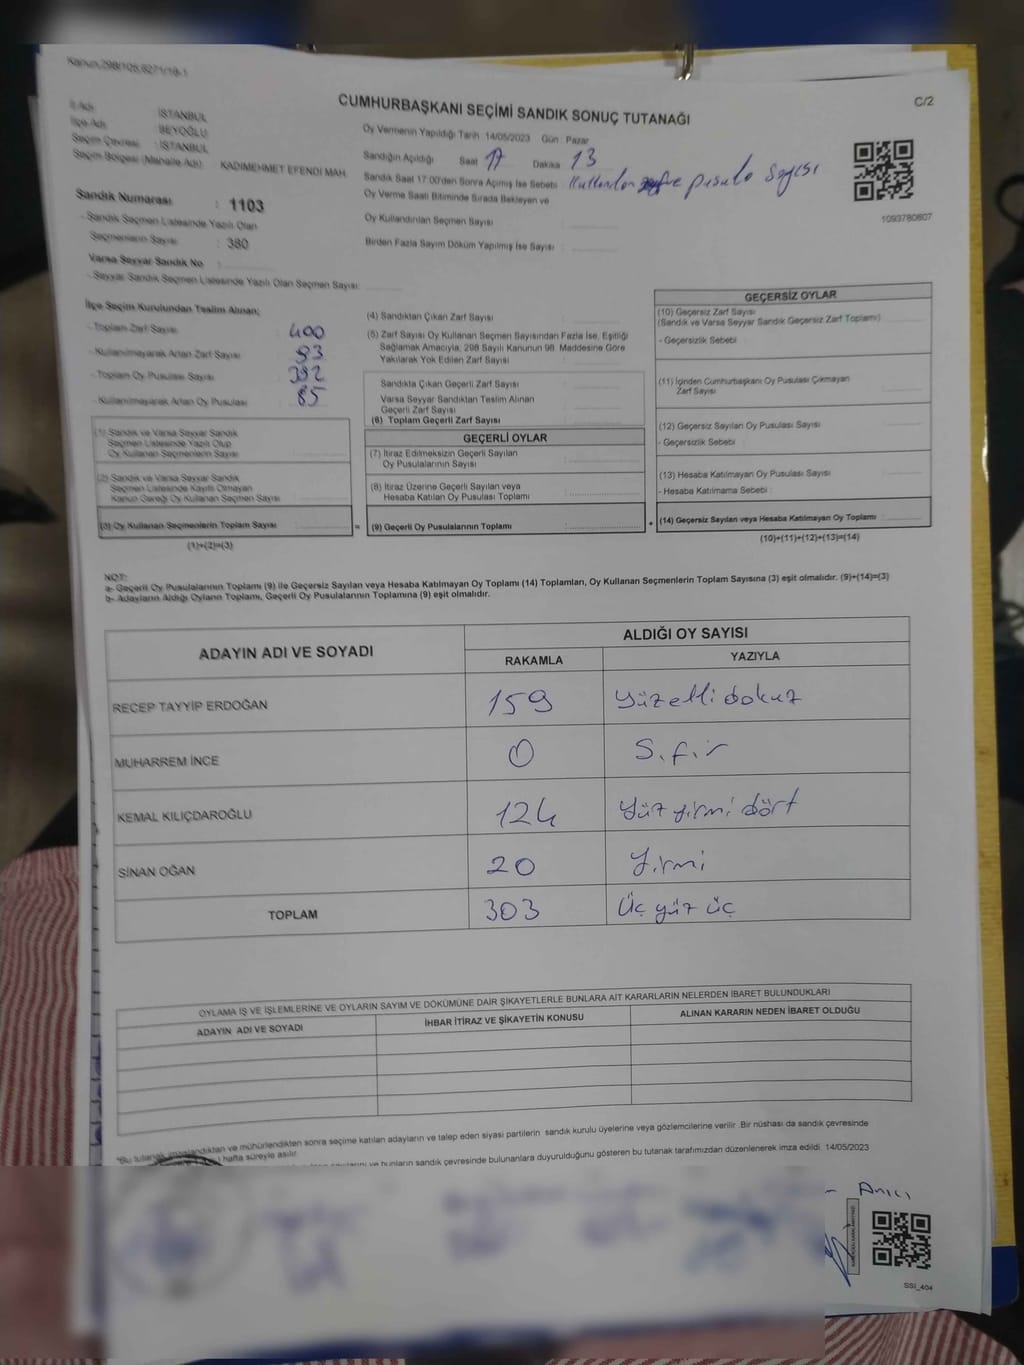 Kanun,298/105,6271/18-1
C/2
CUMHURBAŞKANI SEÇİMİ SANDIK SONUÇ TUTANAĞI
İl Adı : İSTANBUL
İlçe Adı : BEYOĞLU
Seçim Çevresi : İSTANBUL
Seçim Bölgesi (Mahalle Adı) : KADIMEHMET EFENDİ MAH.
Sandık Numarası : 1103
- Sandık Seçmen Listesinde Yazılı Olan
Seçmenlerin Sayısı : 380
Varsa Seyyar Sandık No :
- Seyyar Sandık Seçmen Listesinde Yazılı Olan Seçmen Sayısı:
Oy Vermenin Yapıldığı Tarih 14/05/2023 Gün : Pazar
Sandığın Açıldığı Saat 17 Dakika 13
Sandık Saat 17:00'den Sonra Açılmış İse Sebebi : Kullanılan pusula sayısı
Oy Verme Saati Bitiminde Sırada Bekleyen ve
Oy Kullandırılan Seçmen Sayısı
Birden Fazla Sayım Döküm Yapılmış İse Sayısı
1093780807
İlçe Seçim Kurulundan Teslim Alınan;
- Toplam Zarf Sayısı 400
- Kullanılmayarak Artan Zarf Sayısı 93
- Toplam Oy Pusulası Sayısı 392
- Kullanılmayarak Artan Oy Pusulası 85
(1) Sandık ve Varsa Seyyar Sandık
Seçmen Listesinde Yazılı Olup
Oy Kullanan Seçmenlerin Sayısı
(2) Sandık ve Varsa Seyyar Sandık
Seçmen Listesinde Kayıtlı Olmayan
Kanun Gereği Oy Kullanan Seçmen Sayısı
(3) Oy Kullanan Seçmenlerin Toplam Sayısı
(1)+(2)=(3)
=
(4) Sandıktan Çıkan Zarf Sayısı
(5) Zarf Sayısı Oy Kullanan Seçmen Sayısından Fazla İse, Eşitliği
Sağlamak Amacıyla, 298 Sayılı Kanunun 98. Maddesine Göre
Yakılarak Yok Edilen Zarf Sayısı
Sandıkta Çıkan Geçerli Zarf Sayısı
Varsa Seyyar Sandıktan Teslim Alınan
Geçerli Zarf Sayısı
(6) Toplam Geçerli Zarf Sayısı
GEÇERLİ OYLAR
(7) İtiraz Edilmeksizin Geçerli Sayılan
Oy Pusulalarının Sayısı
(8) İtiraz Üzerine Geçerli Sayılan veya
Hesaba Katılan Oy Pusulası Toplamı
(9) Geçerli Oy Pusulalarının Toplamı
+
GEÇERSİZ OYLAR
(10) Geçersiz Zarf Sayısı
(Sandık ve Varsa Seyyar Sandık Geçersiz Zarf Toplamı)
- Geçersizlik Sebebi
(11) İçinden Cumhurbaşkanı Oy Pusulası Çıkmayan
Zarf Sayısı
(12) Geçersiz Sayılan Oy Pusulası Sayısı
- Geçersizlik Sebebi
(13) Hesaba Katılmayan Oy Pusulası Sayısı
- Hesaba Katılmama Sebebi
(14) Geçersiz Sayılan veya Hesaba Katılmayan Oy Toplamı
(10)+(11)+(12)+(13)=(14)
NOT:
a- Geçerli Oy Pusulalarının Toplamı (9) ile Geçersiz Sayılan veya Hesaba Katılmayan Oy Toplamı (14) Toplamları, Oy Kullanan Seçmenlerin Toplam Sayısına (3) eşit olmalıdır. (9)+(14)=(3)
b- Adayların Aldığı Oyların Toplamı, Geçerli Oy Pusulalarının Toplamına (9) eşit olmalıdır.
ADAYIN ADI VE SOYADI
ALDIĞI OY SAYISI
RAKAMLA YAZIYLA
RECEP TAYYİP ERDOĞAN 159 Yüzelli dokuz
MUHARREM İNCE 0 Sıfır
KEMAL KILIÇDAROĞLU 124 Yüz yirmi dört
SİNAN OĞAN 20 Yirmi
TOPLAM 303 Üç yüz üç
OYLAMA İŞ VE İŞLEMLERİNE VE OYLARIN SAYIM VE DÖKÜMÜNE DAİR ŞİKAYETLERLE BUNLARA AİT KARARLARIN NELERDEN İBARET BULUNDUKLARI
ADAYIN ADI VE SOYADI İHBAR İTİRAZ VE ŞİKAYETİN KONUSU ALINAN KARARIN NEDEN İBARET OLDUĞU
*Bu tutanak imzalandıktan ve mühürlendikten sonra seçime katılan adayların ve talep eden siyasi partilerin sandık kurulu üyelerine veya gözlemcilerine verilir. Bir nüshası da sandık çevresinde
hafta süreyle asılır.
ve bunların sandık çevresinde bulunanlara duyurulduğunu gösteren bu tutanak tarafımızdan düzenlenerek imza edildi. 14/05/2023
SSI_404